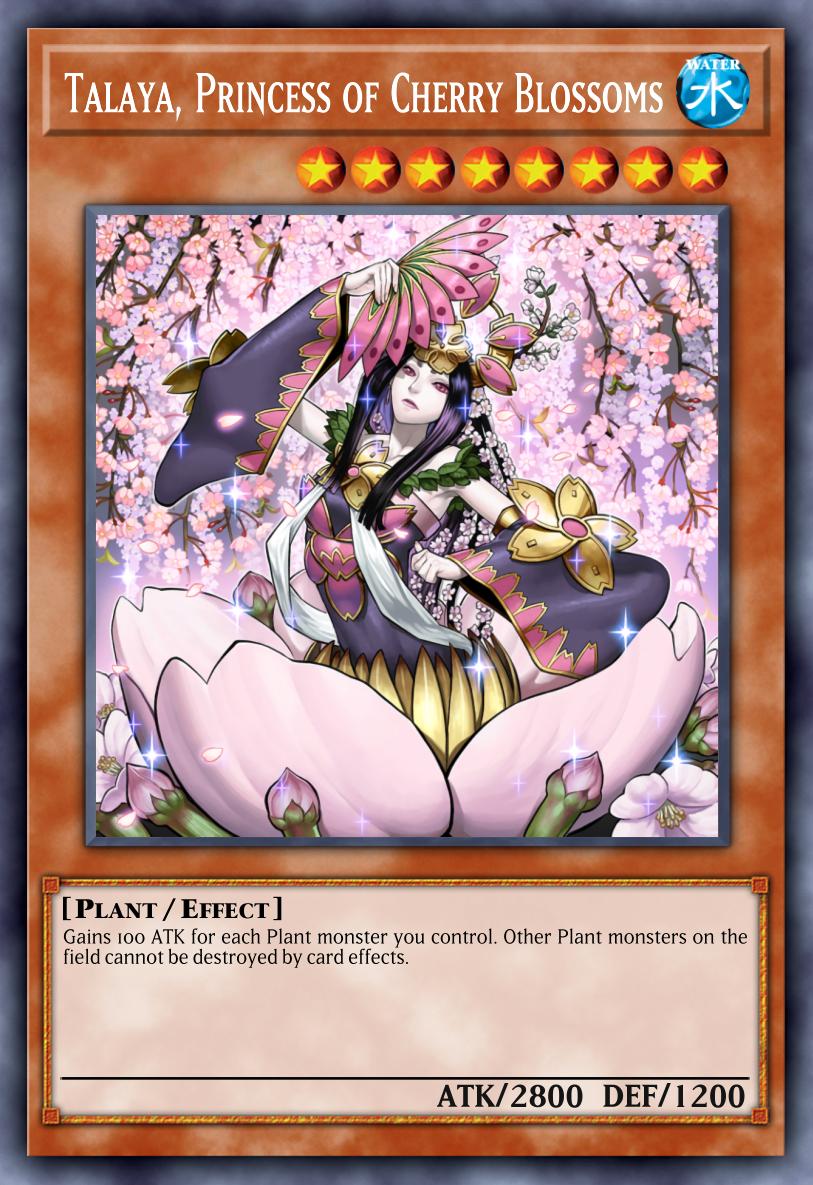 Talaya, Princess of Cherry Blossoms
WATER
水
[Plant / Effect]
Gains 100 ATK for each Plant monster you control. Other Plant monsters on the
field cannot be destroyed by card effects.
ATK/2800 DEF/1200